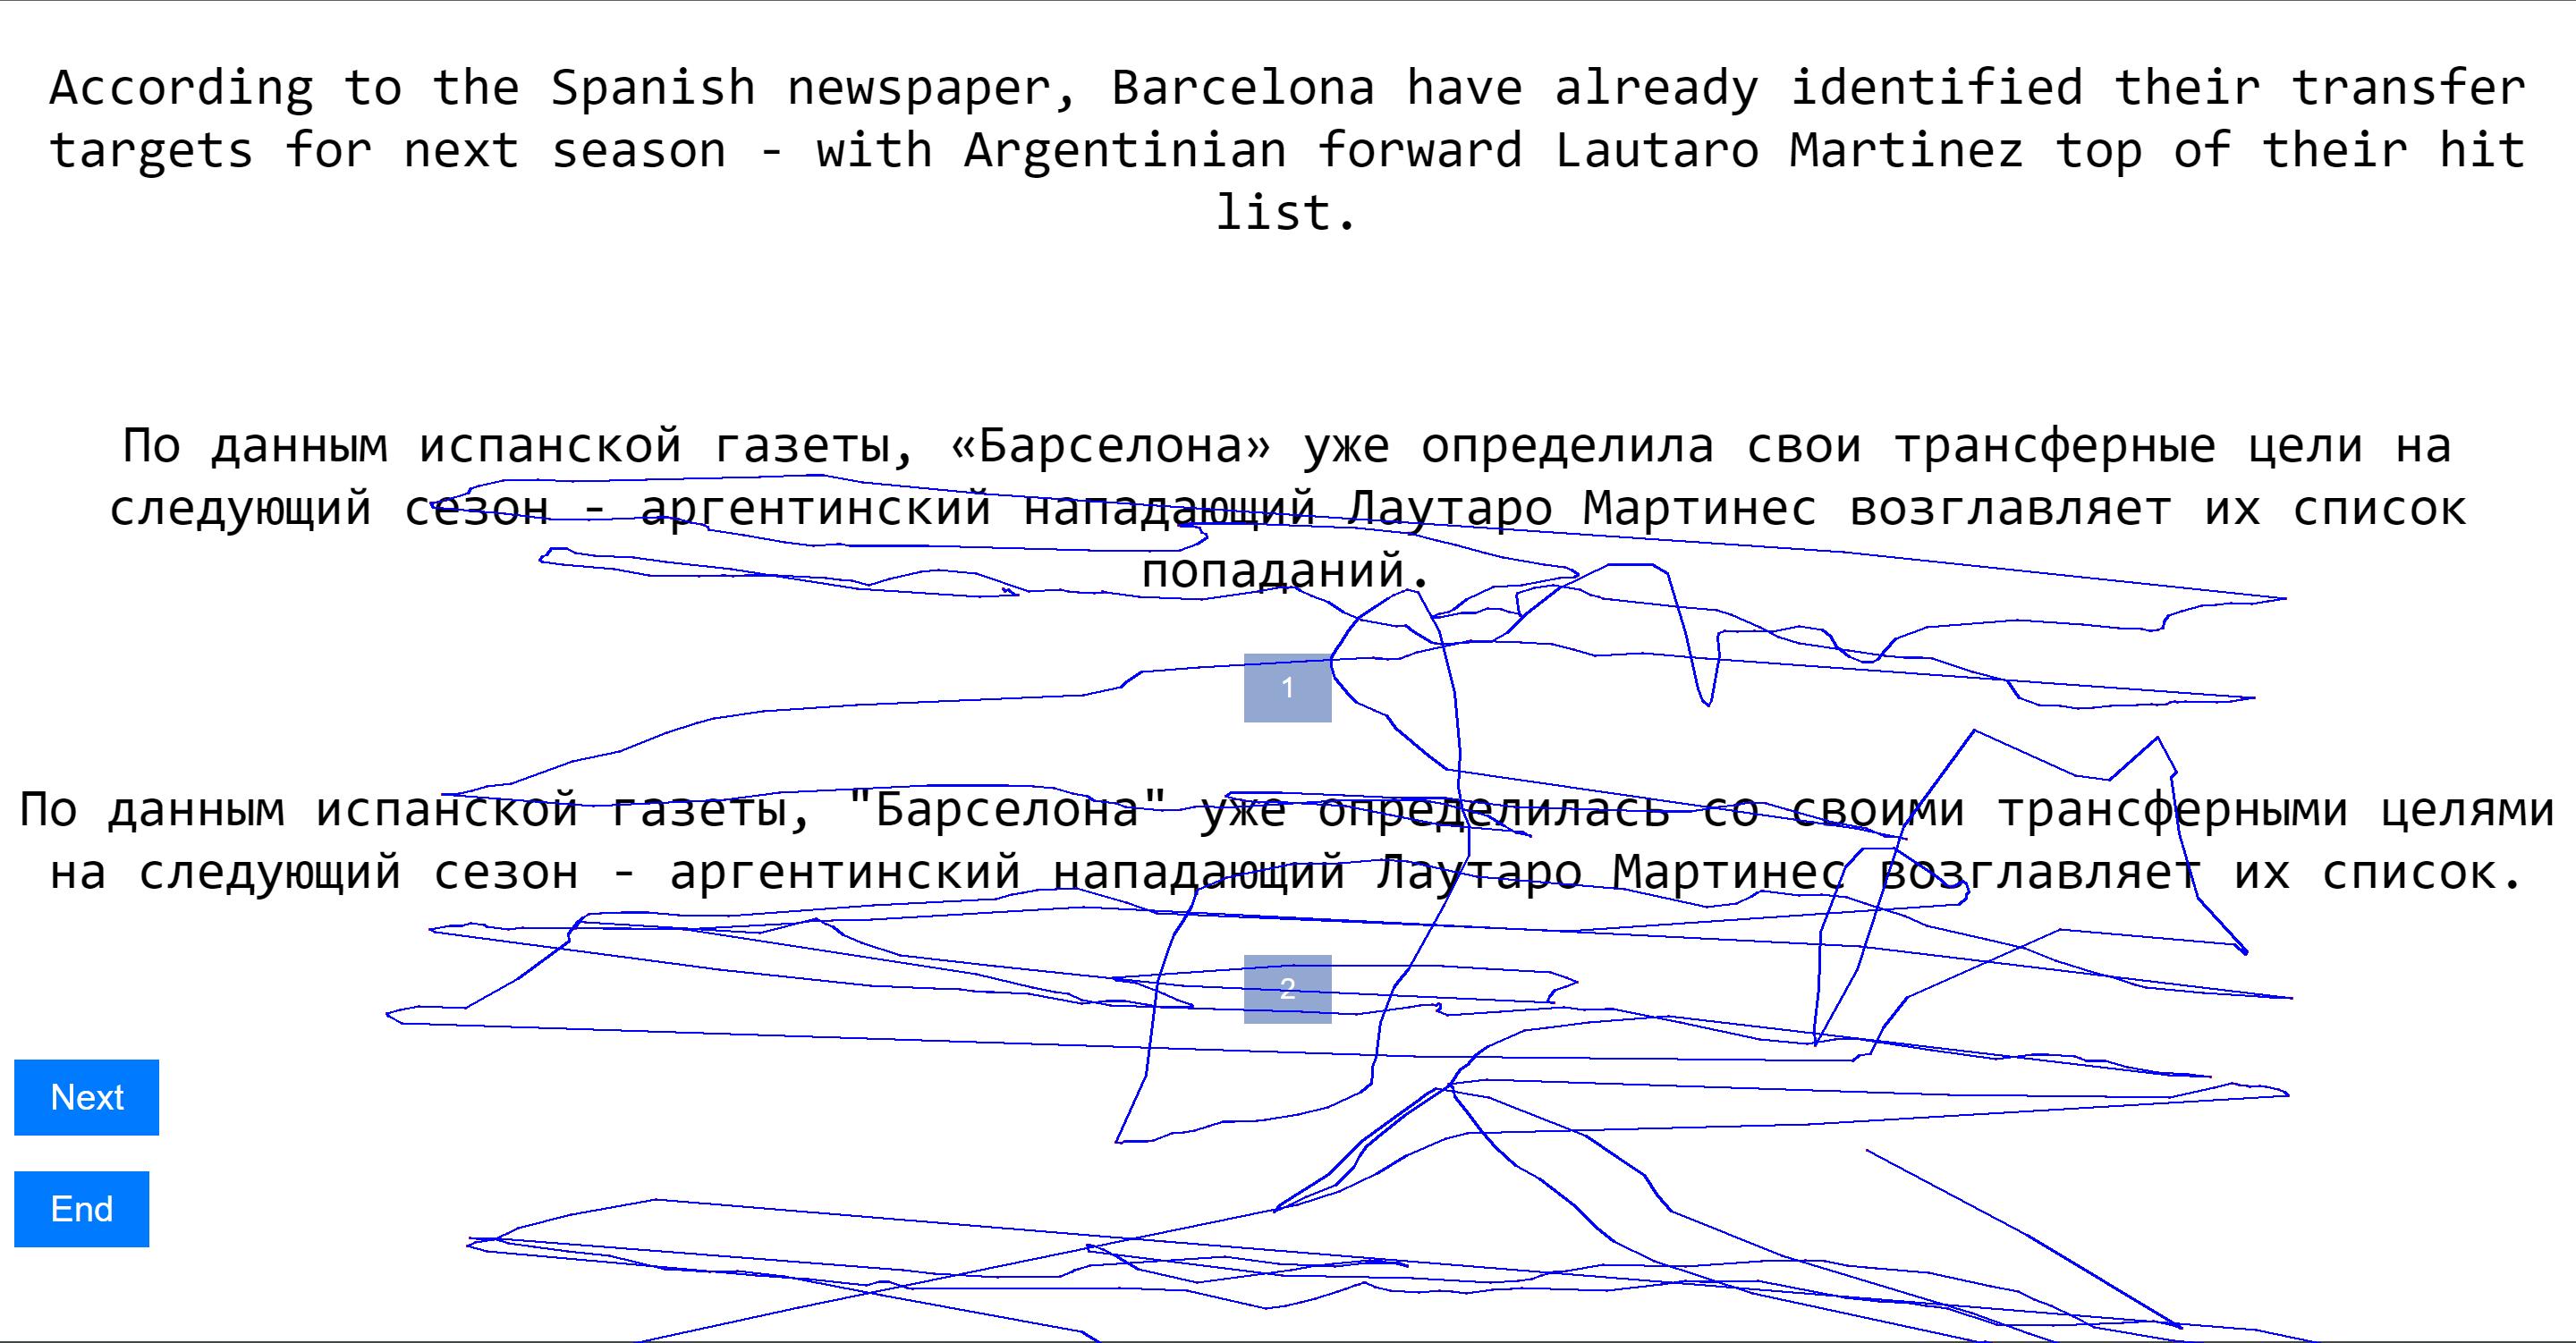 According to the Spanish newspaper, Barcelona have already identified their transfer
targets for next season - with Argentinian forward Lautaro Martinez top of their hit
list.
По данным испанской газеты, «Барселона» уже определила свои трансферные цели на
следующий сезон - аргентинский нападающий Лаутаро Мартинес возглавляет их список
попаданий.
1
По данным испанской газеты, "Барселона" уже определилась со своими трансферными целями
на следующий сезон - аргентинский нападающий Лаутаро Мартинес возглавляет их список.
2
Next
End